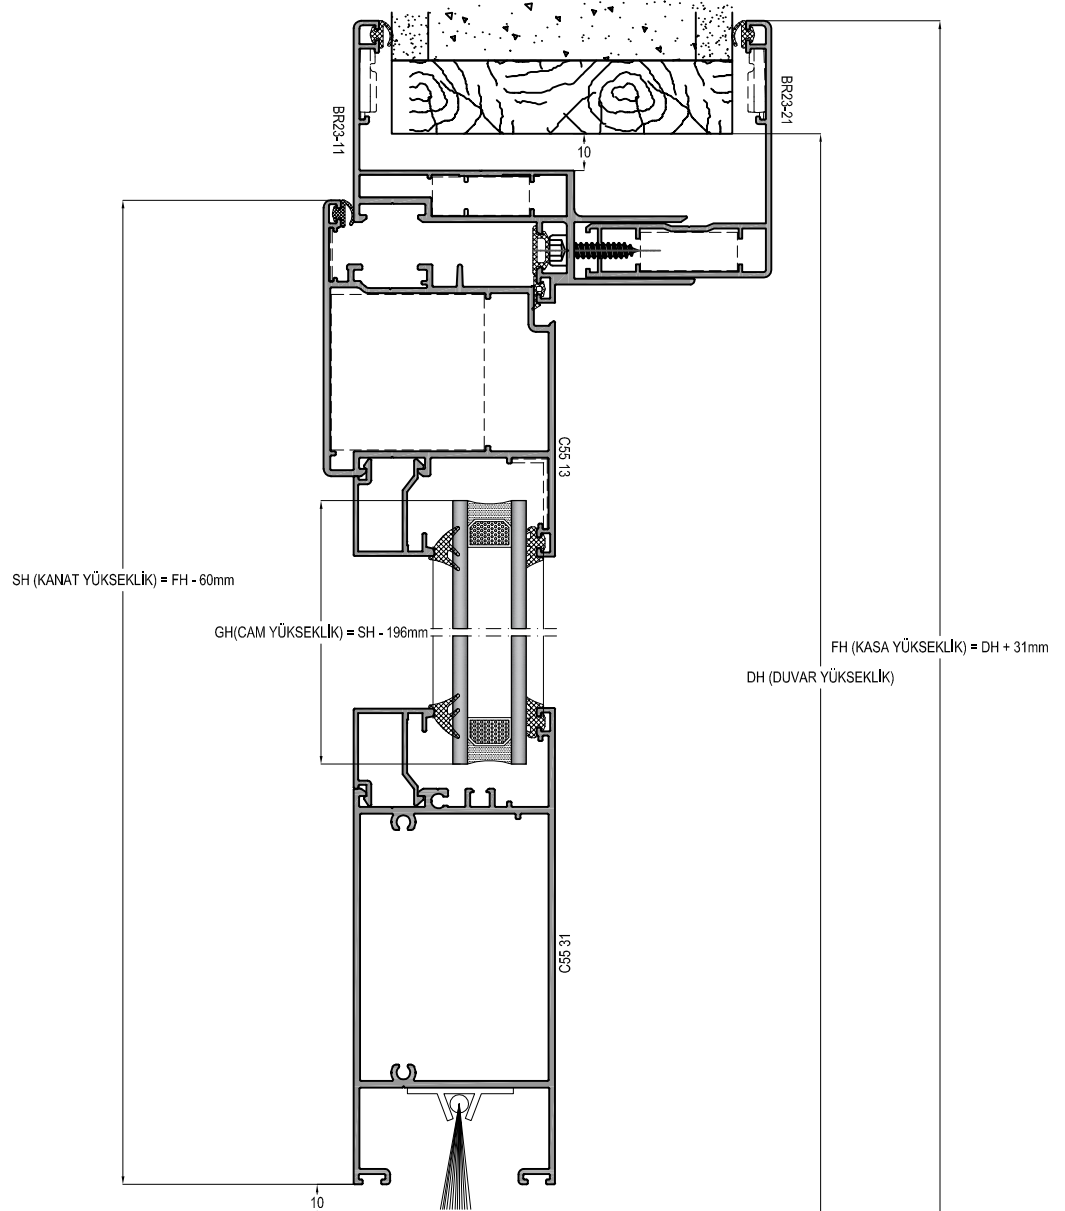 BR23-11
BR23-21
10
C55 13
SH (KANAT YÜKSEKLİK) = FH - 60mm
GH(CAM YÜKSEKLİK) = SH - 196mm
FH (KASA YÜKSEKLİK) = DH + 31mm
DH (DUVAR YÜKSEKLİK)
C55 31
10